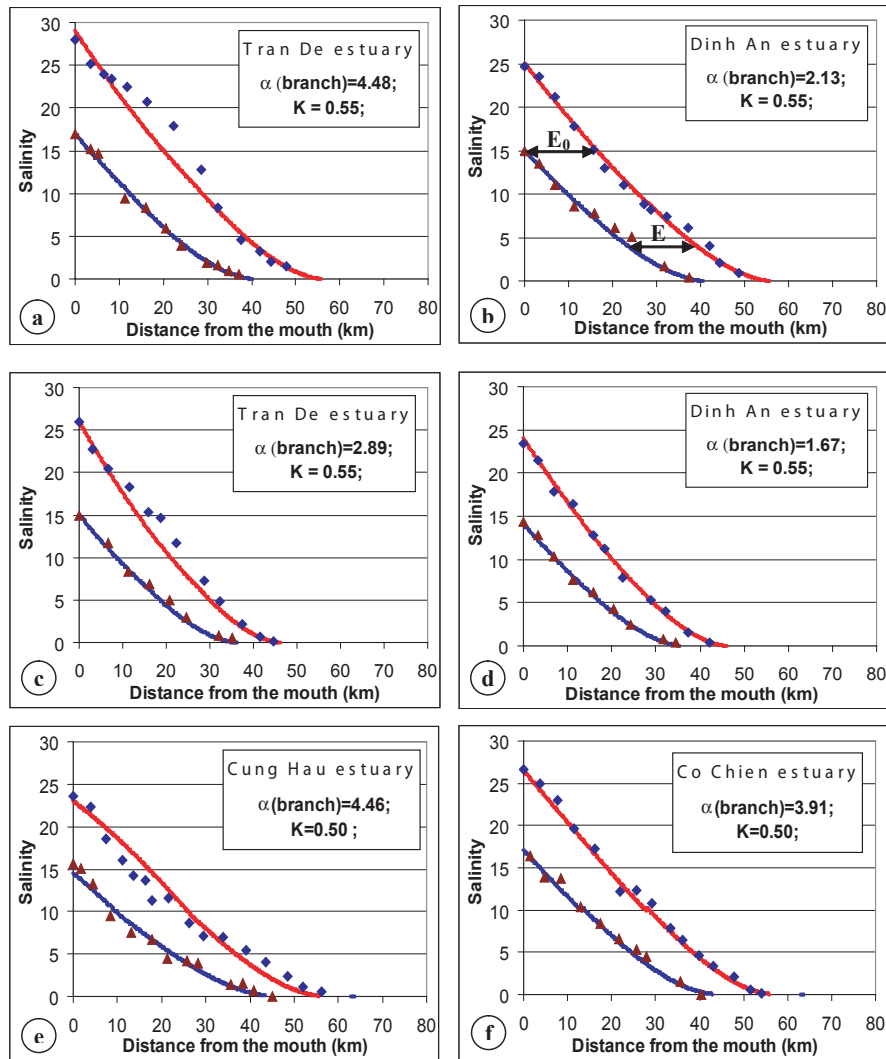 30
25
20
15
10
5
0
Salinity
Tran De estuary
α (branch)=4.48;
K = 0.55;
0 10 20 30 40 50 60 70 80
Distance from the mouth (km)
a
30
25
20
15
10
5
0
Salinity
Dinh An estuary
α (branch)=2.13;
K = 0.55;
E0
E
0 10 20 30 40 50 60 70 80
Distance from the mouth (km)
b
30
25
20
15
10
5
0
Salinity
Tran De estuary
α (branch)=2.89;
K = 0.55;
0 10 20 30 40 50 60 70 80
Distance from the mouth (km)
c
30
25
20
15
10
5
0
Salinity
Dinh An estuary
α (branch)=1.67;
K = 0.55;
0 10 20 30 40 50 60 70 80
Distance from the mouth (km)
d
30
25
20
15
10
5
0
Salinity
Cung Hau estuary
α(branch)=4.46;
K=0.50 ;
0 10 20 30 40 50 60 70 80
Distance from the mouth (km)
e
30
25
20
15
10
5
0
Salinity
Co Chien estuary
α(branch)=3.91;
K=0.50;
0 10 20 30 40 50 60 70 80
Distance from the mouth (km)
f